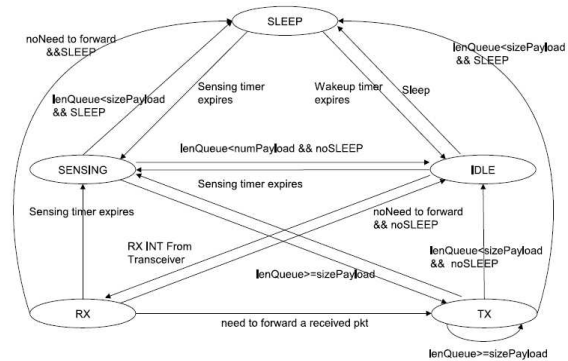 SLEEP
noNeed to forward
&&SLEEP
lenQueue<sizePayload
&& SLEEP
lenQueue<sizePayload
&& SLEEP
Sensing timer
expires
Wakeup timer
expires
Sleep
SENSING
lenQueue<numPayload && noSLEEP
IDLE
Sensing timer expires
Sensing timer expires
noNeed to forward
&& noSLEEP
RX INT From
Transceiver
lenQueue<sizePayload
&& noSLEEP
lenQueue>=sizePayload
RX
need to forward a received pkt
TX
lenQueue>=sizePayload